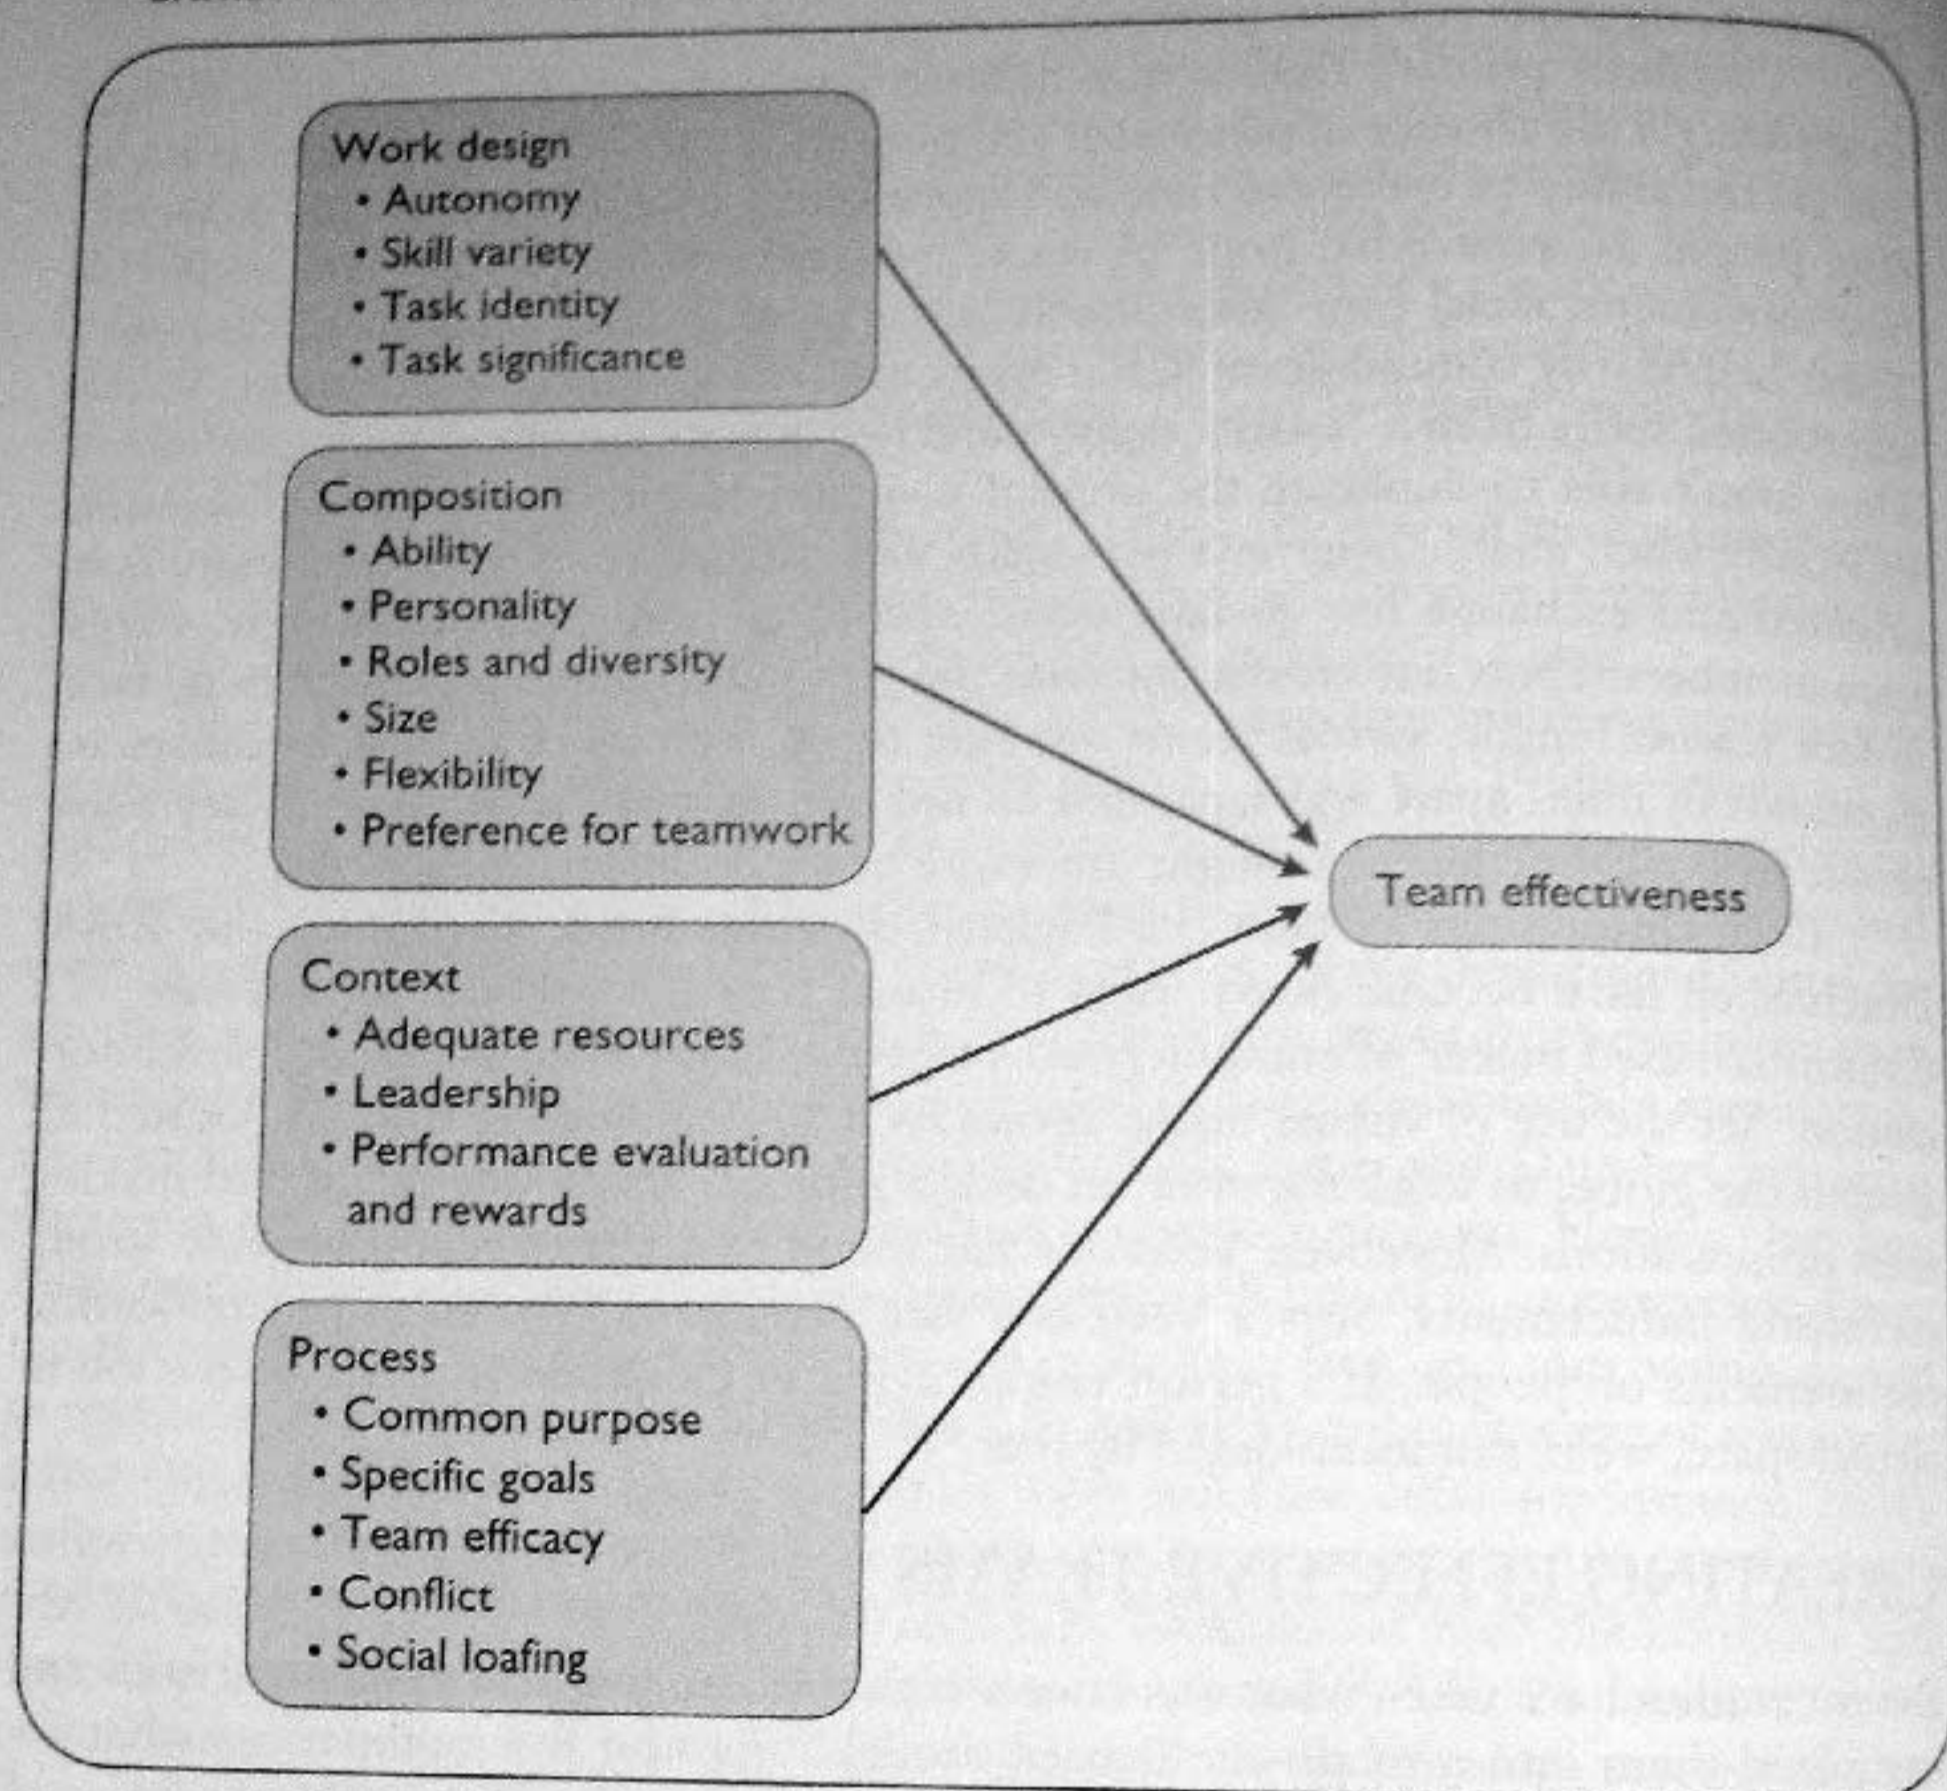 Work design
• Autonomy
• Skill variety
• Task identity
• Task significance
Composition
• Ability
• Personality
• Roles and diversity
• Size
• Flexibility
• Preference for teamwork
Context
• Adequate resources
• Leadership
• Performance evaluation
and rewards
Process
• Common purpose
• Specific goals
• Team efficacy
• Conflict
• Social loafing
Team effectiveness